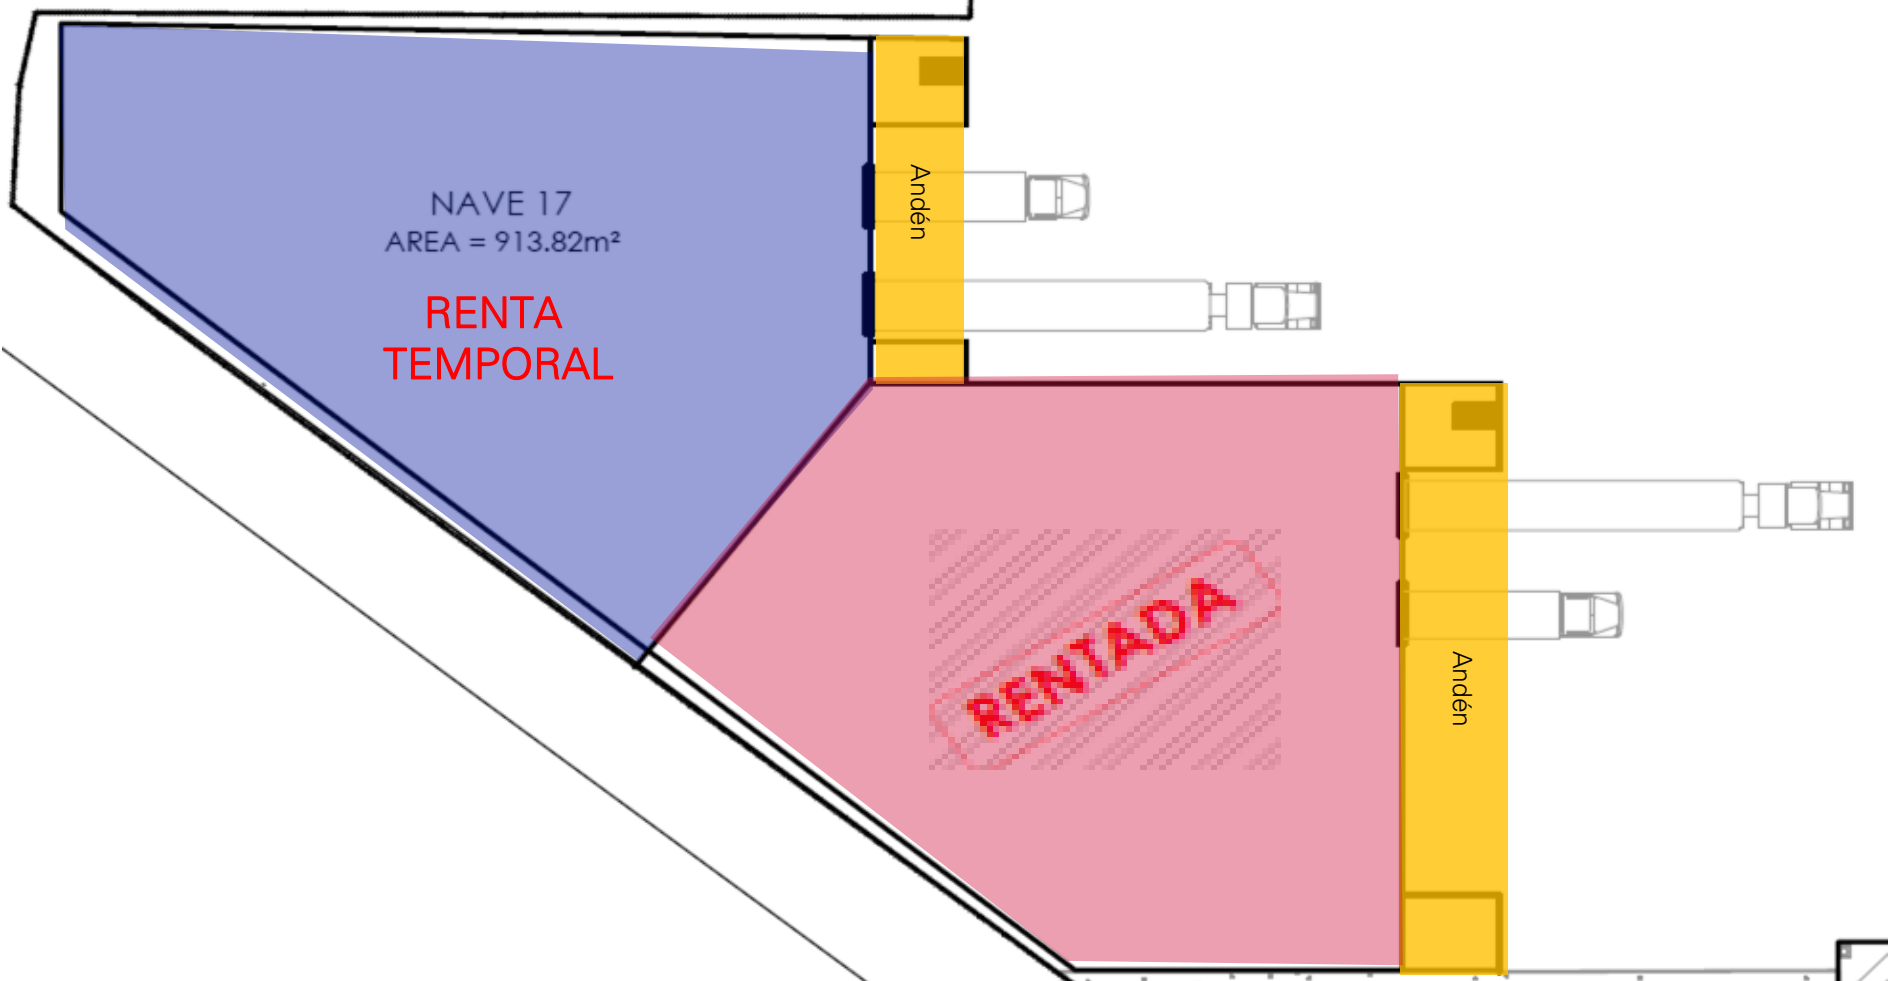 NAVE 17
AREA = 913.82m²
RENTA
TEMPORAL
Andén
RENTADA
Andén